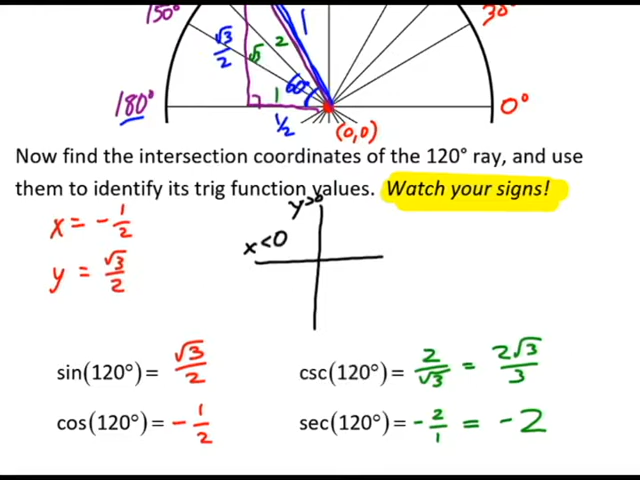 150°
30°
√3/2
√3
2
1
60°
1
180°
0°
1/2
(0,0)
Now find the intersection coordinates of the 120° ray, and use
them to identify its trig function values. Watch your signs!
y>0
x<0
x = -1/2
y = √3/2
sin(120°) = √3/2
csc(120°) = 2/√3 = 2√3/3
cos(120°) = -1/2
sec(120°) = -2/1 = -2